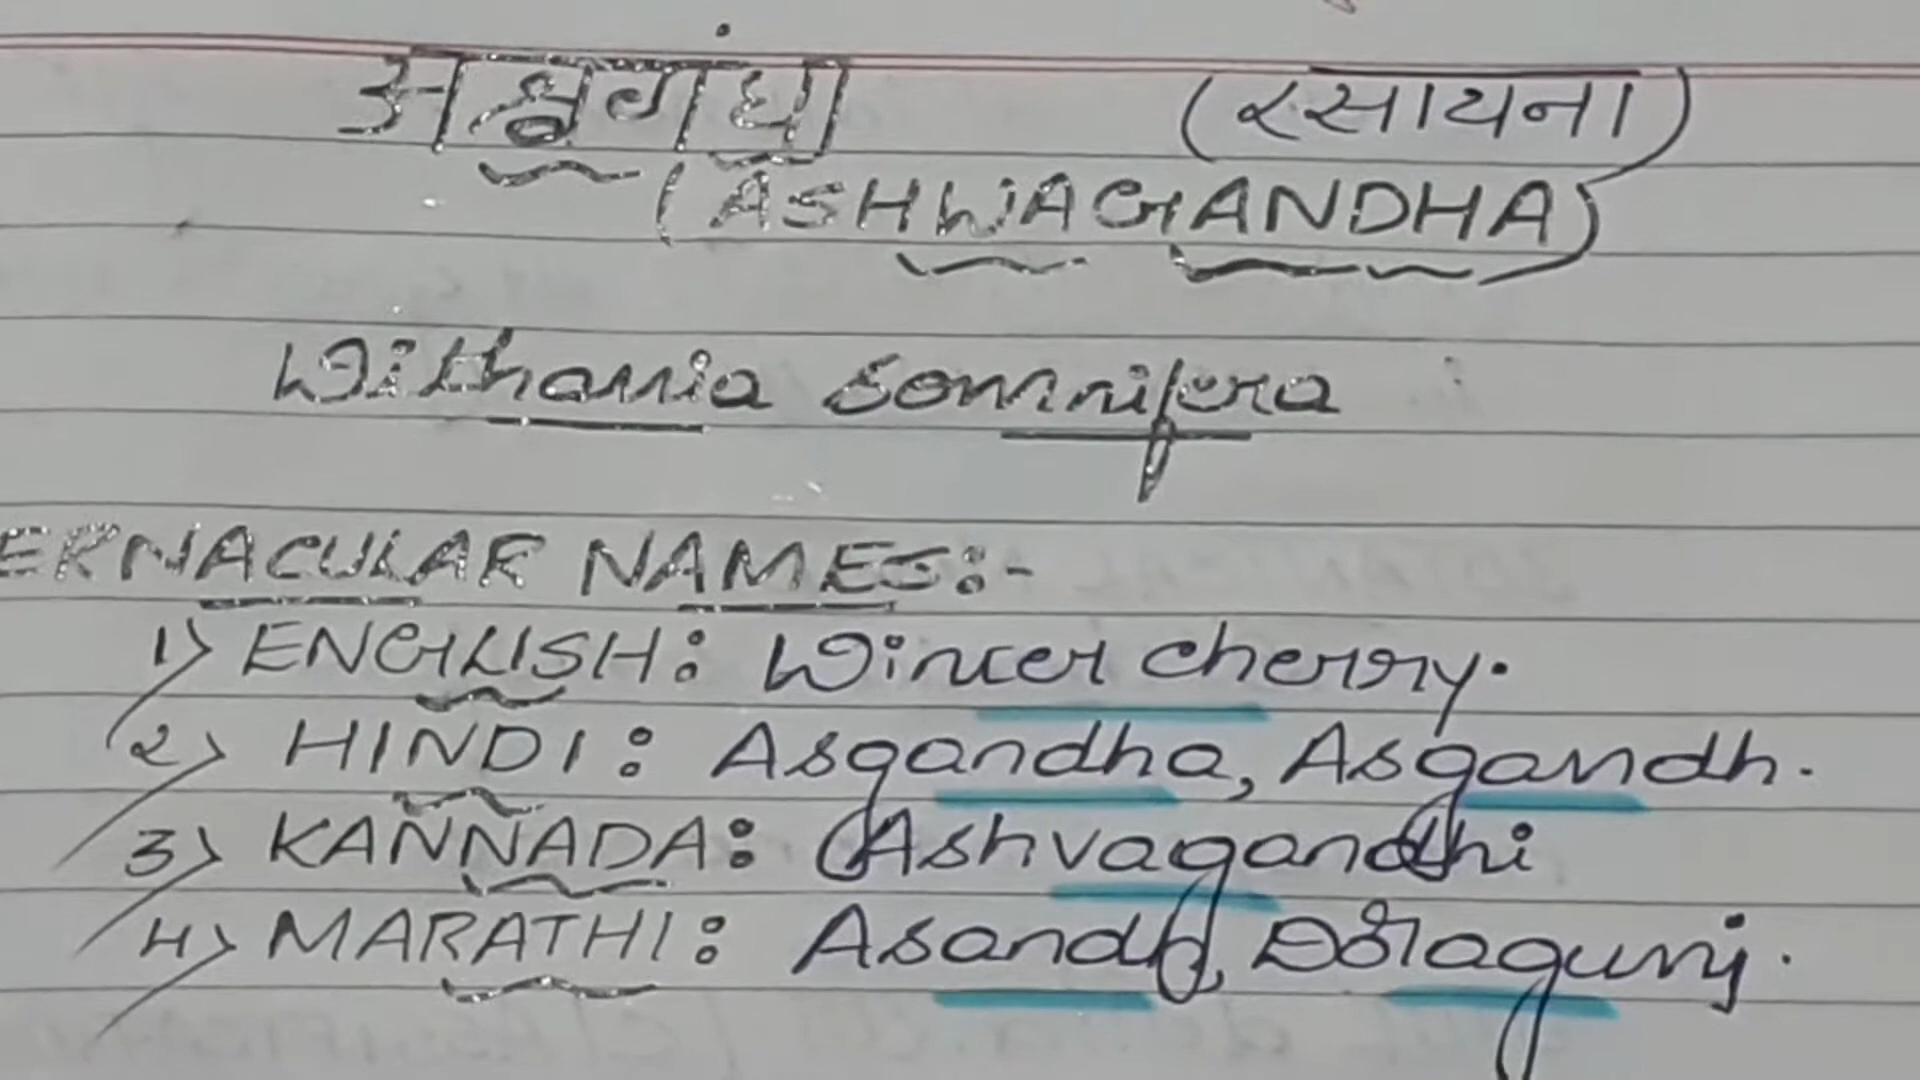 अश्वगंधा (रसायना)
(ASHWAGANDHA)
Withania somnifera
ERNACULAR NAMES:-
1) ENGLISH: Winter cherry.
2) HINDI: Asgandha, Asgandh.
3) KANNADA: Ashvagandhi
4) MARATHI: Asandh, Doragunj.